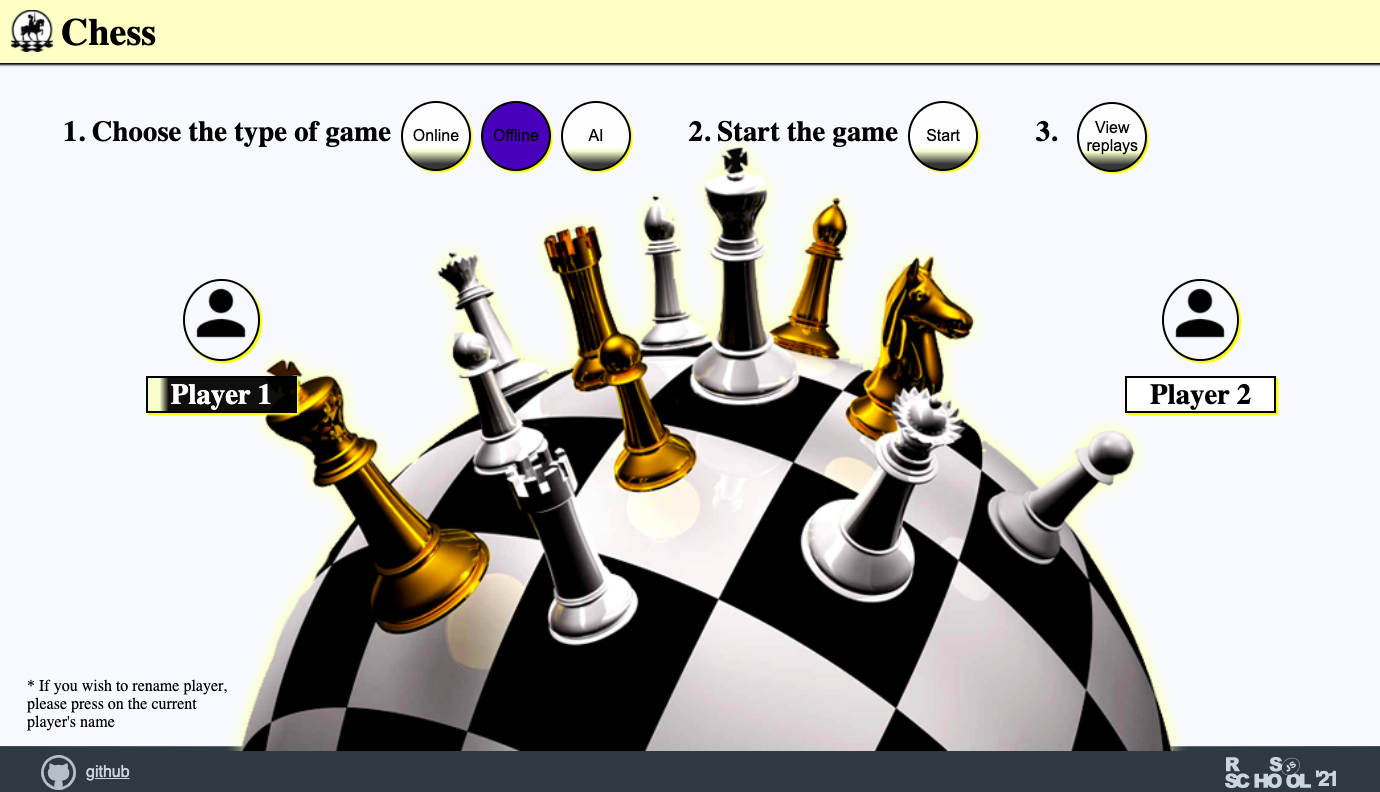 Chess
1. Choose the type of game
Online
Offline
AI
2. Start the game
Start
3.
View
replays
Player 1
Player 2
* If you wish to rename player,
please press on the current
player's name
github
R S JS
SCHOOL '21